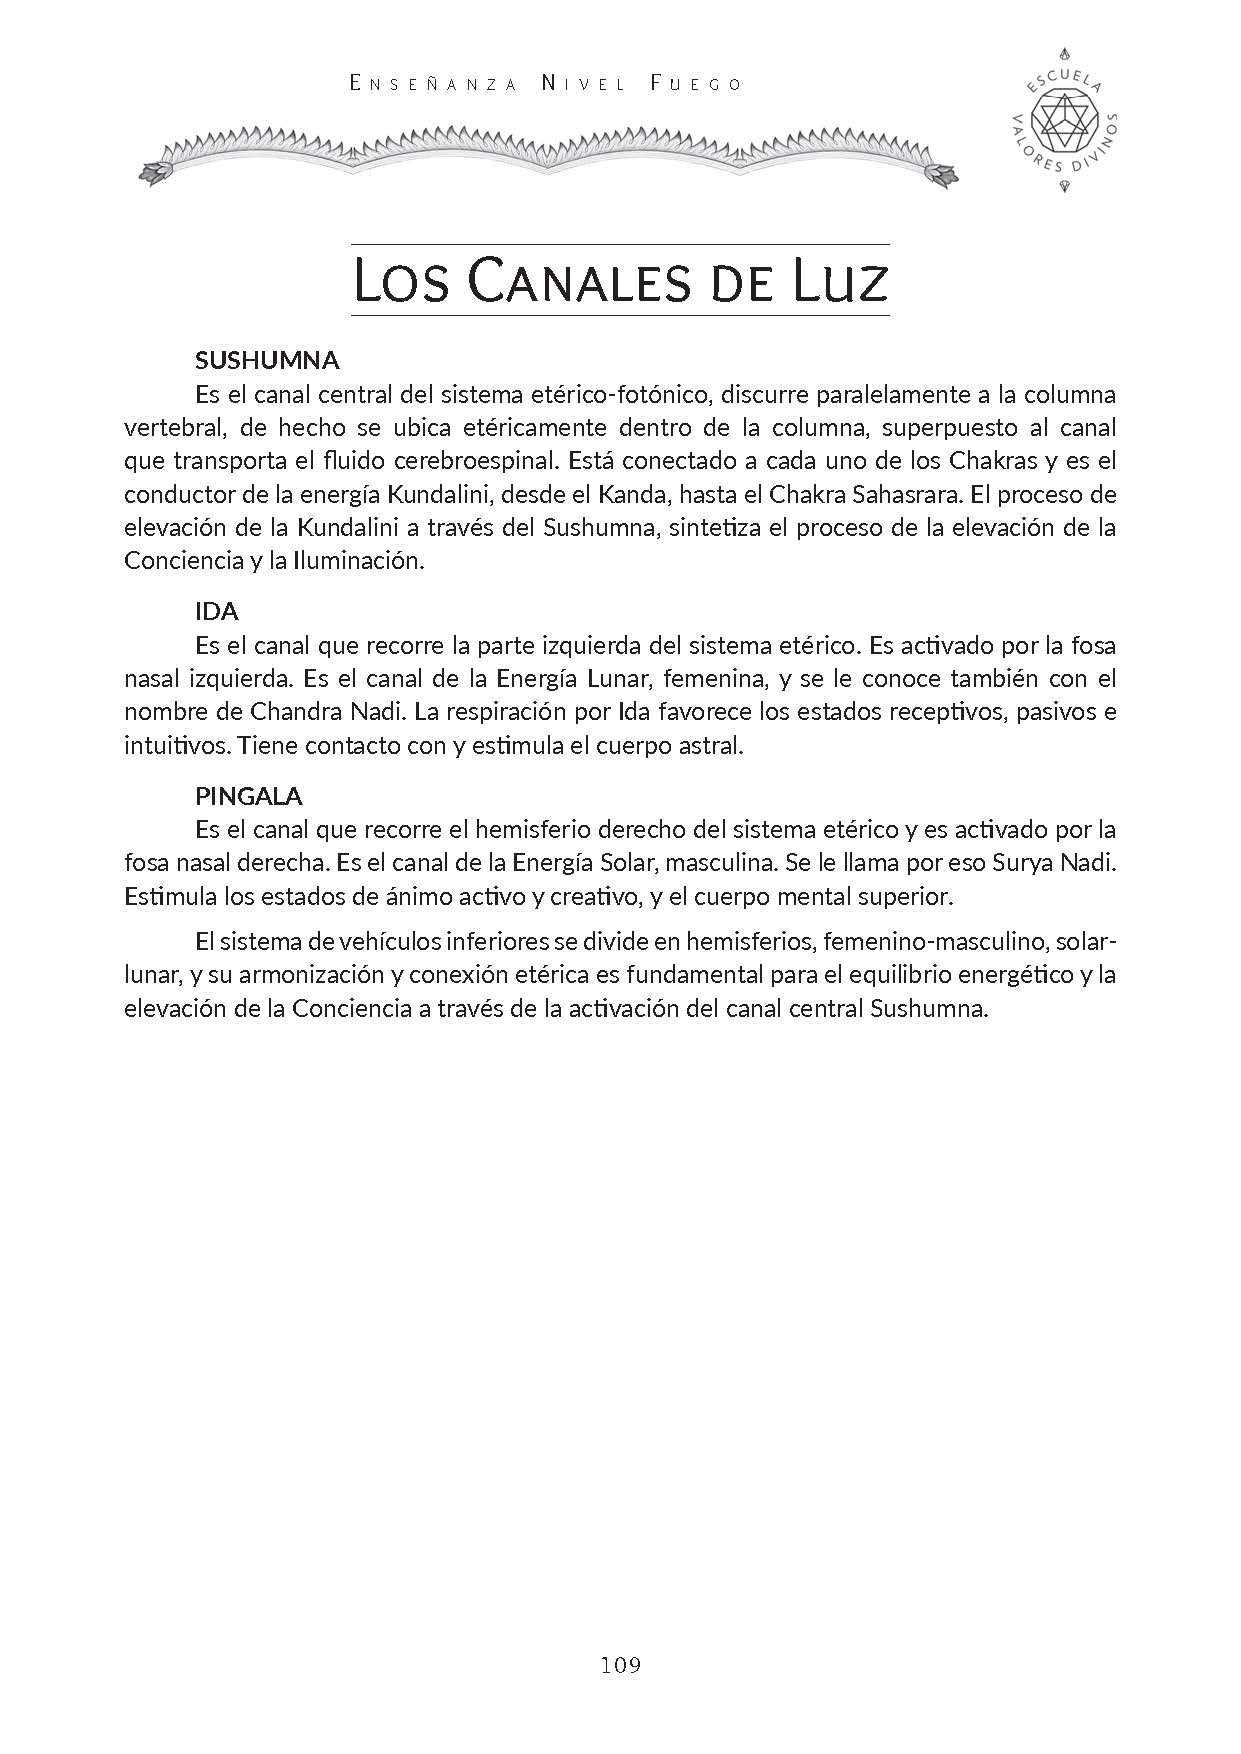 Enseñanza Nivel Fuego
ESCUELA
VALORES DIVINOS
Los Canales de Luz
SUSHUMNA
Es el canal central del sistema etérico-fotónico, discurre paralelamente a la columna
vertebral, de hecho se ubica etéricamente dentro de la columna, superpuesto al canal
que transporta el fluido cerebroespinal. Está conectado a cada uno de los Chakras y es el
conductor de la energía Kundalini, desde el Kanda, hasta el Chakra Sahasrara. El proceso de
elevación de la Kundalini a través del Sushumna, sintetiza el proceso de la elevación de la
Conciencia y la Iluminación.
IDA
Es el canal que recorre la parte izquierda del sistema etérico. Es activado por la fosa
nasal izquierda. Es el canal de la Energía Lunar, femenina, y se le conoce también con el
nombre de Chandra Nadi. La respiración por Ida favorece los estados receptivos, pasivos e
intuitivos. Tiene contacto con y estimula el cuerpo astral.
PINGALA
Es el canal que recorre el hemisferio derecho del sistema etérico y es activado por la
fosa nasal derecha. Es el canal de la Energía Solar, masculina. Se le llama por eso Surya Nadi.
Estimula los estados de ánimo activo y creativo, y el cuerpo mental superior.
El sistema de vehículos inferiores se divide en hemisferios, femenino-masculino, solar-
lunar, y su armonización y conexión etérica es fundamental para el equilibrio energético y la
elevación de la Conciencia a través de la activación del canal central Sushumna.
109